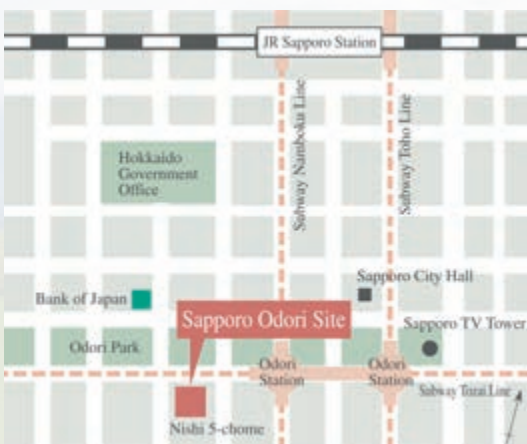 JR Sapporo Station
Subway Namboku Line
Subway Toho Line
Hokkaido
Government
Office
Sapporo City Hall
Bank of Japan
Sapporo Odori Site
Sapporo TV Tower
Odori Park
Odori
Station
Odori
Station
Subway Tozai Line
Nishi 5-chome